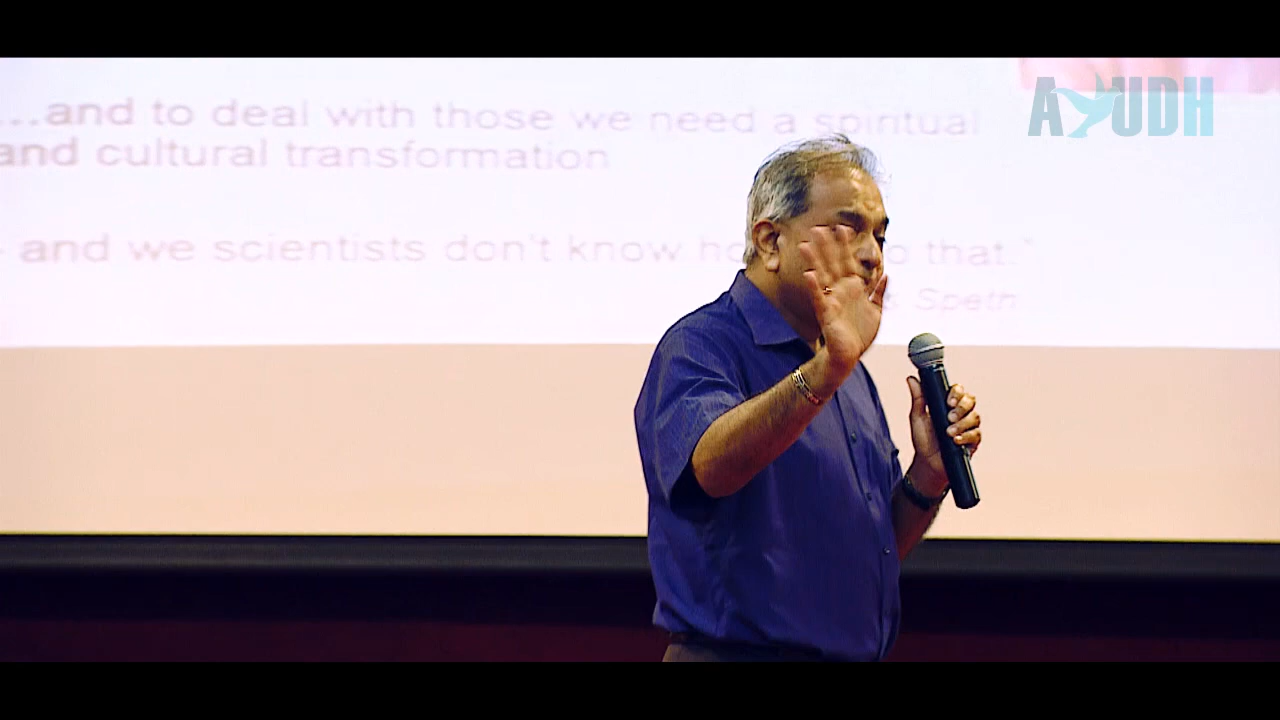 AYUDH
...and to deal with those we need a spiritual
and cultural transformation
- and we scientists don't know that."
Speth